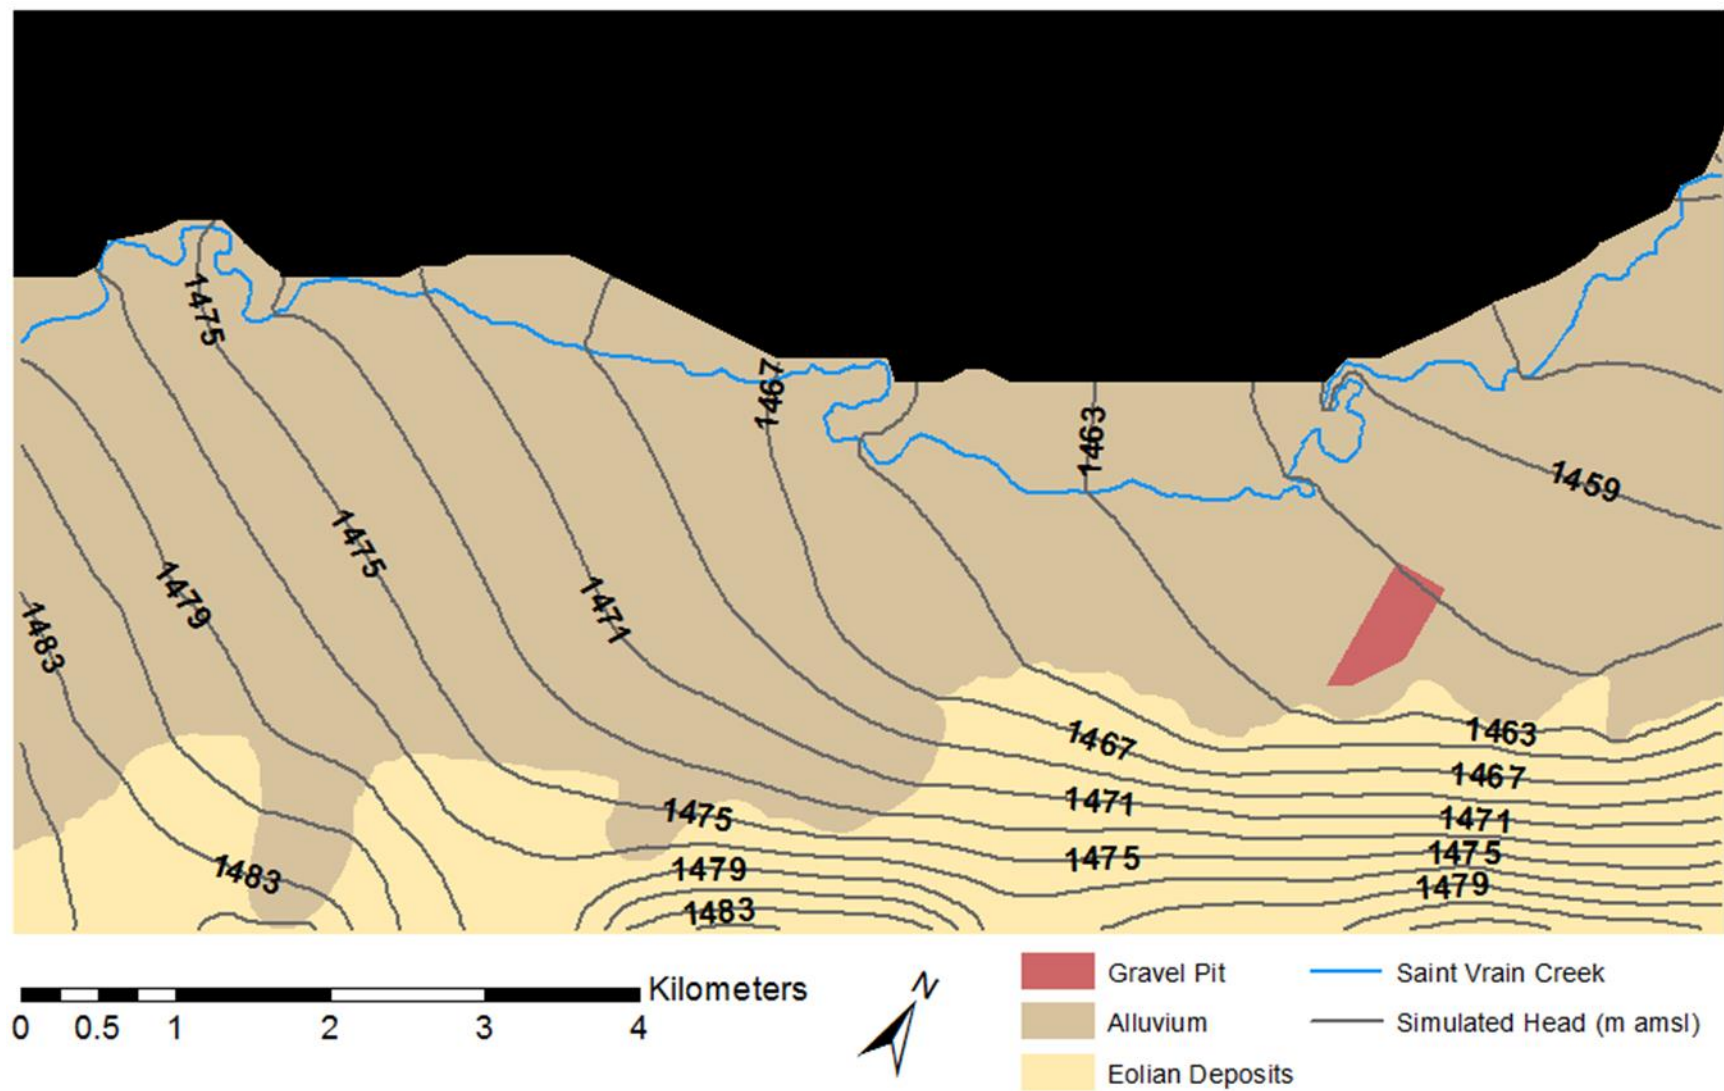 1475
1467
1463
1459
1475
1479
1471
1483
1467
1463
1467
1471
1471
1475
1475
1475
1479
1479
1483
1483
Kilometers
0 0.5 1 2 3 4
N
Gravel Pit
Saint Vrain Creek
Alluvium
Simulated Head (m amsl)
Eolian Deposits